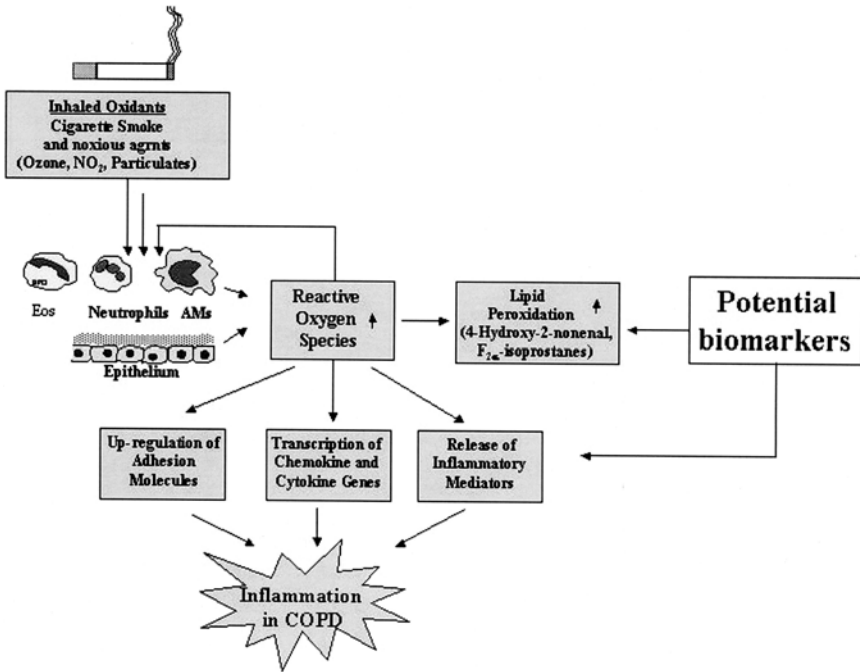 Inhaled Oxidants
Cigarette Smoke
and noxious agrnts
(Ozone, NO₂, Particulates)
Eos
Neutrophils
AMs
Epithelium
Reactive
Oxygen
Species
Lipid
Peroxidation
(4-Hydroxy-2-nonenal,
F₂α-isoprostanes)
Potential
biomarkers
Up-regulation of
Adhesion
Molecules
Transcription of
Chemokine and
Cytokine Genes
Release of
Inflammatory
Mediators
Inflammation
in COPD